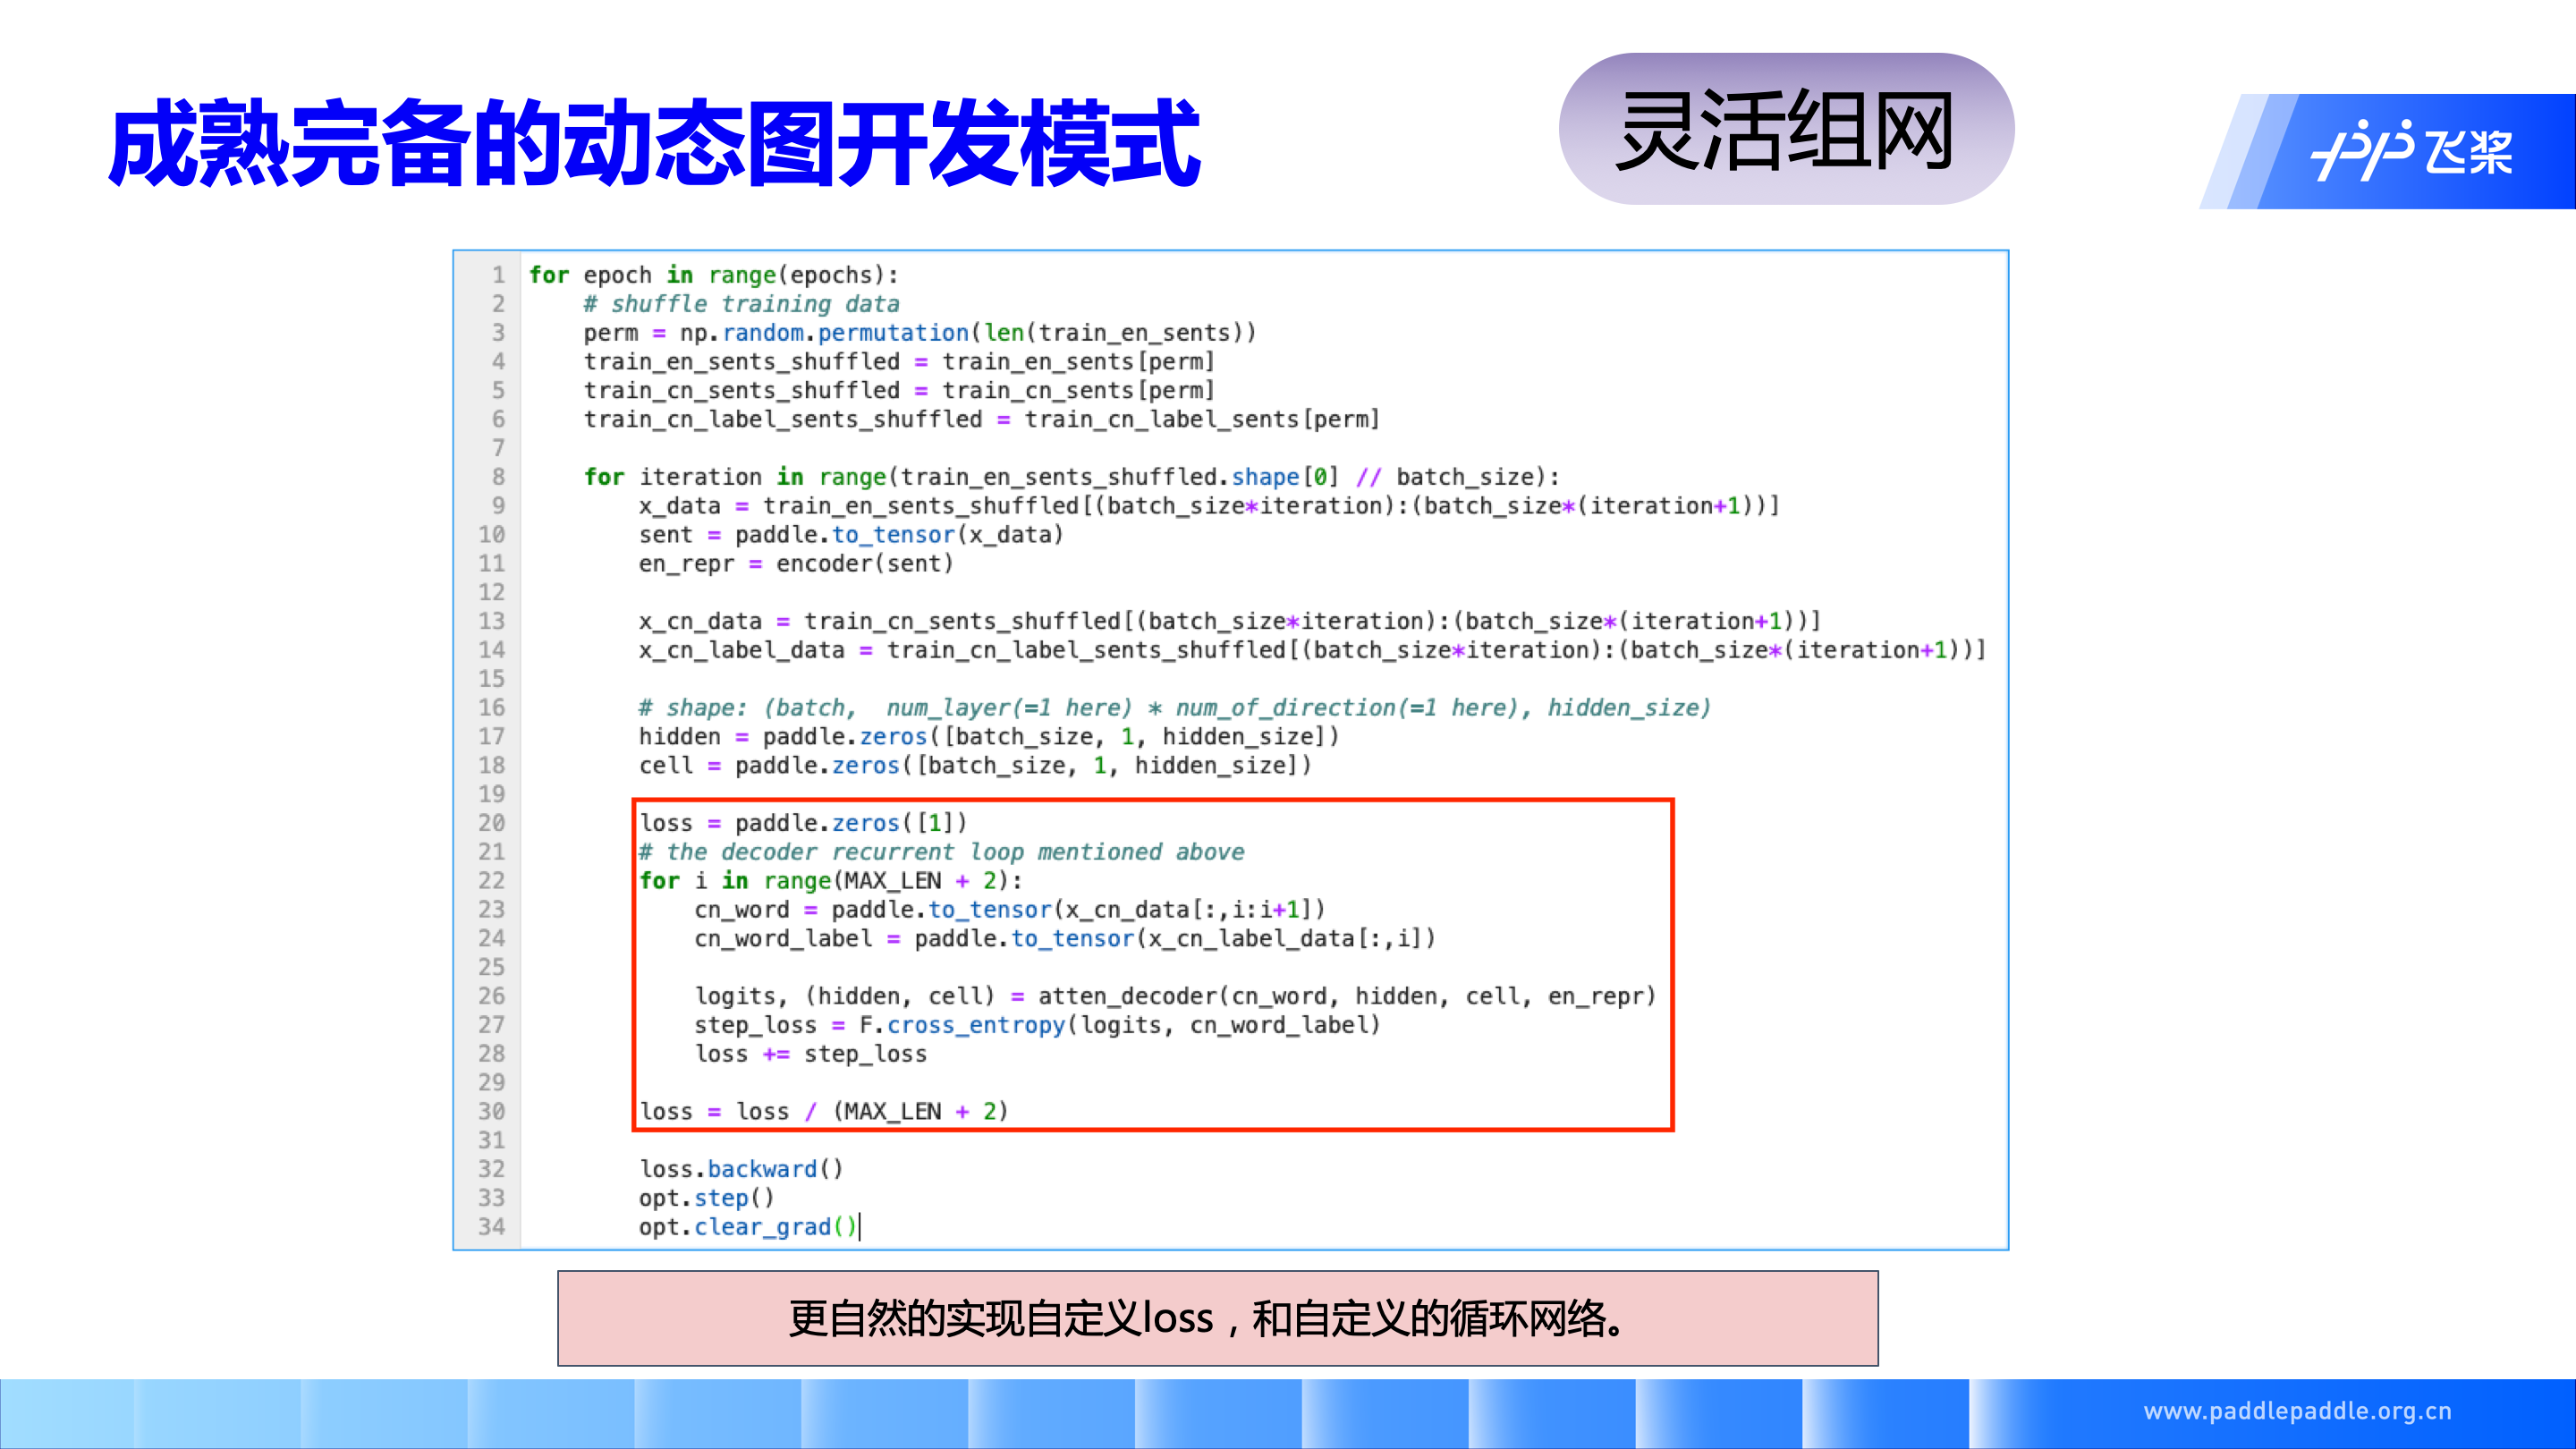 成熟完备的动态图开发模式
灵活组网
飞桨
1 for epoch in range(epochs):
2     # shuffle training data
3     perm = np.random.permutation(len(train_en_sents))
4     train_en_sents_shuffled = train_en_sents[perm]
5     train_cn_sents_shuffled = train_cn_sents[perm]
6     train_cn_label_sents_shuffled = train_cn_label_sents[perm]
7
8     for iteration in range(train_en_sents_shuffled.shape[0] // batch_size):
9         x_data = train_en_sents_shuffled[(batch_size*iteration):(batch_size*(iteration+1))]
10         sent = paddle.to_tensor(x_data)
11         en_repr = encoder(sent)
12
13         x_cn_data = train_cn_sents_shuffled[(batch_size*iteration):(batch_size*(iteration+1))]
14         x_cn_label_data = train_cn_label_sents_shuffled[(batch_size*iteration):(batch_size*(iteration+1))]
15
16         # shape: (batch,  num_layer(=1 here) * num_of_direction(=1 here), hidden_size)
17         hidden = paddle.zeros([batch_size, 1, hidden_size])
18         cell = paddle.zeros([batch_size, 1, hidden_size])
19
20         loss = paddle.zeros([1])
21         # the decoder recurrent loop mentioned above
22         for i in range(MAX_LEN + 2):
23             cn_word = paddle.to_tensor(x_cn_data[:,i:i+1])
24             cn_word_label = paddle.to_tensor(x_cn_label_data[:,i])
25
26             logits, (hidden, cell) = atten_decoder(cn_word, hidden, cell, en_repr)
27             step_loss = F.cross_entropy(logits, cn_word_label)
28             loss += step_loss
29
30         loss = loss / (MAX_LEN + 2)
31
32         loss.backward()
33         opt.step()
34         opt.clear_grad()
更自然的实现自定义loss，和自定义的循环网络。
www.paddlepaddle.org.cn